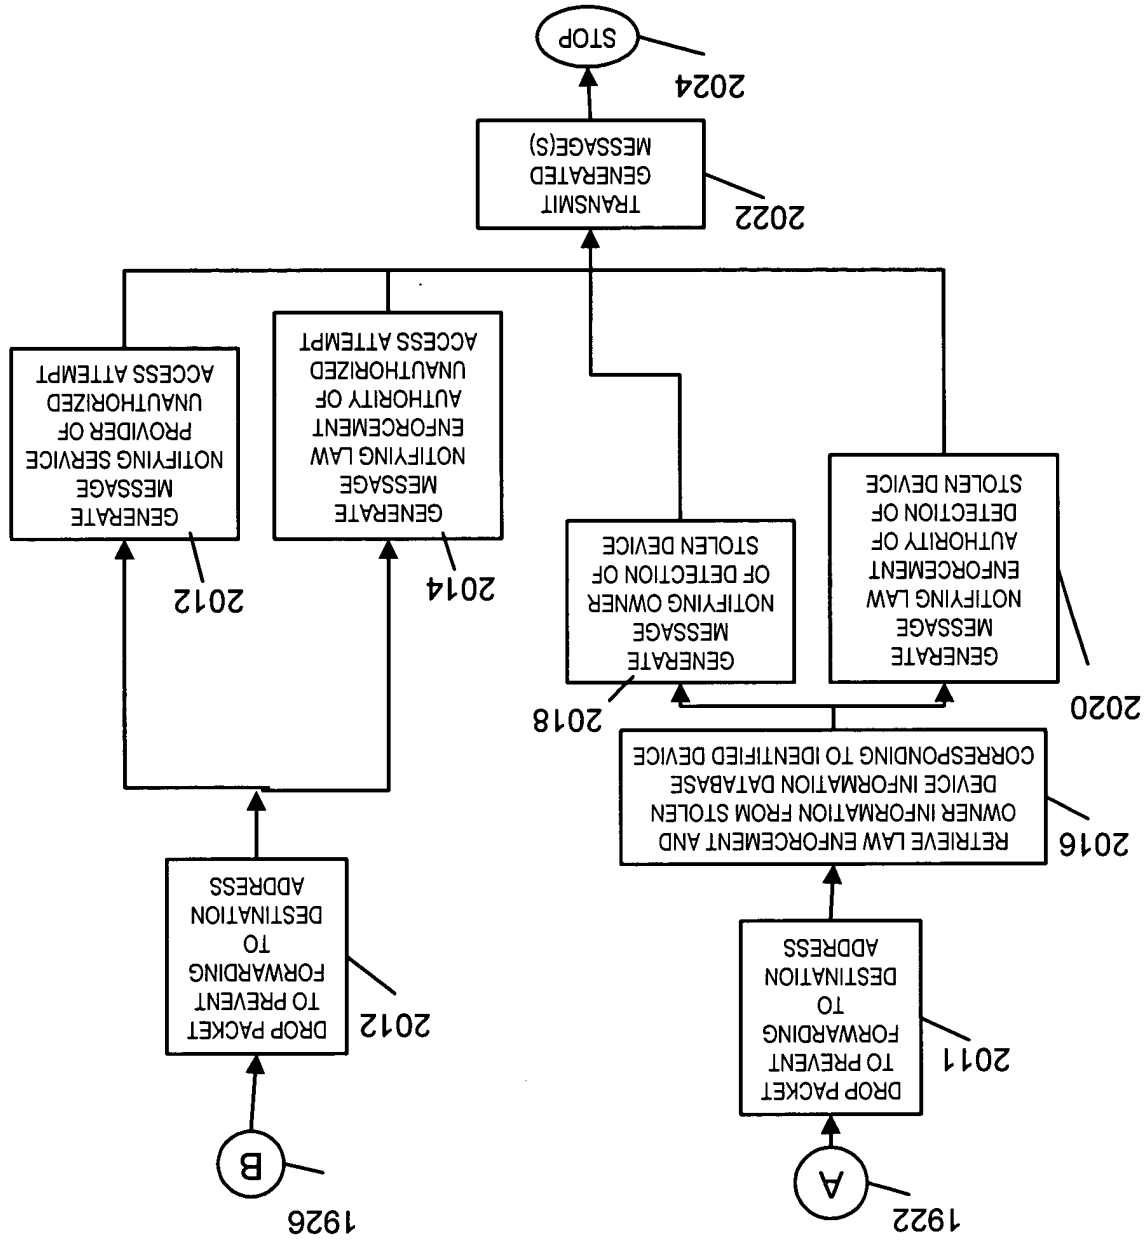 1922
A
1926
B
2011
DROP PACKET
TO PREVENT
FORWARDING
TO
DESTINATION
ADDRESS
2012
DROP PACKET
TO PREVENT
FORWARDING
TO
DESTINATION
ADDRESS
2016
RETRIEVE LAW ENFORCEMENT AND
OWNER INFORMATION FROM STOLEN
DEVICE INFORMATION DATABASE
CORRESPONDING TO IDENTIFIED DEVICE
2020
GENERATE
MESSAGE
NOTIFYING LAW
ENFORCEMENT
AUTHORITY OF
DETECTION OF
STOLEN DEVICE
2018
GENERATE
MESSAGE
NOTIFYING OWNER
OF DETECTION OF
STOLEN DEVICE
2014
GENERATE
MESSAGE
NOTIFYING LAW
ENFORCEMENT
AUTHORITY OF
UNAUTHORIZED
ACCESS ATTEMPT
2012
GENERATE
MESSAGE
NOTIFYING SERVICE
PROVIDER OF
UNAUTHORIZED
ACCESS ATTEMPT
2022
TRANSMIT
GENERATED
MESSAGE(S)
2024
STOP